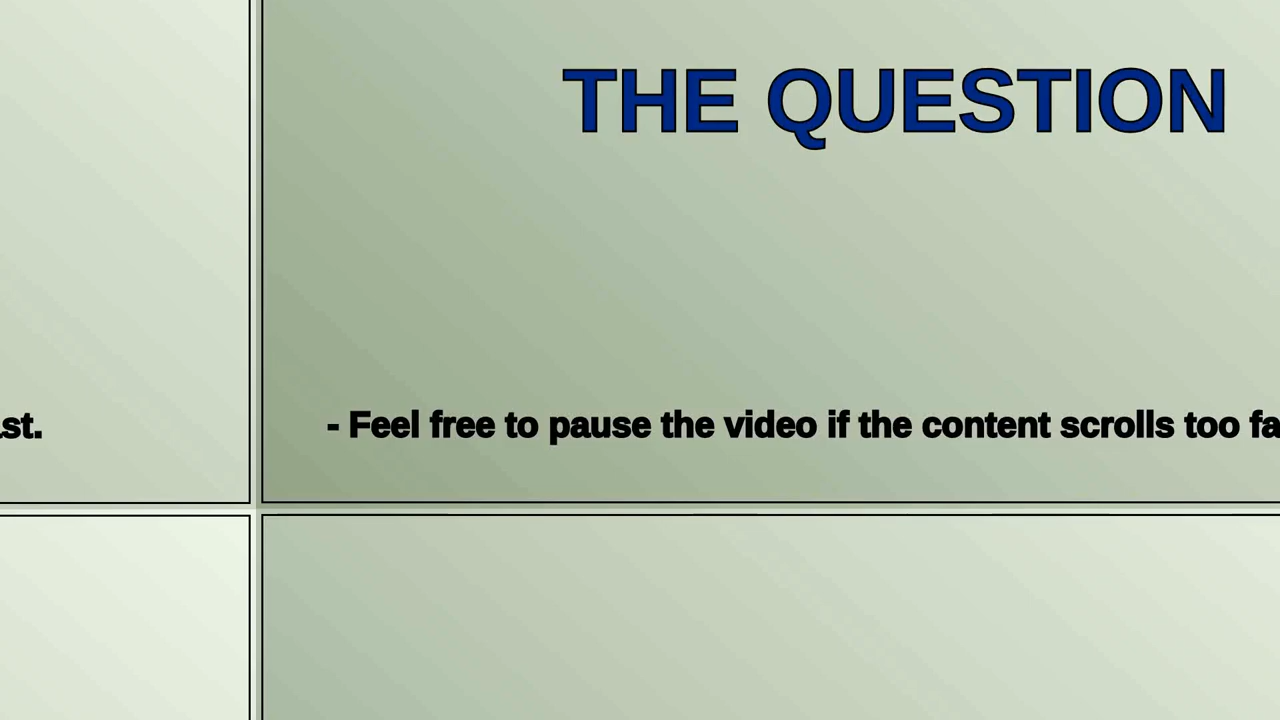 THE QUESTION
st.
- Feel free to pause the video if the content scrolls too fa